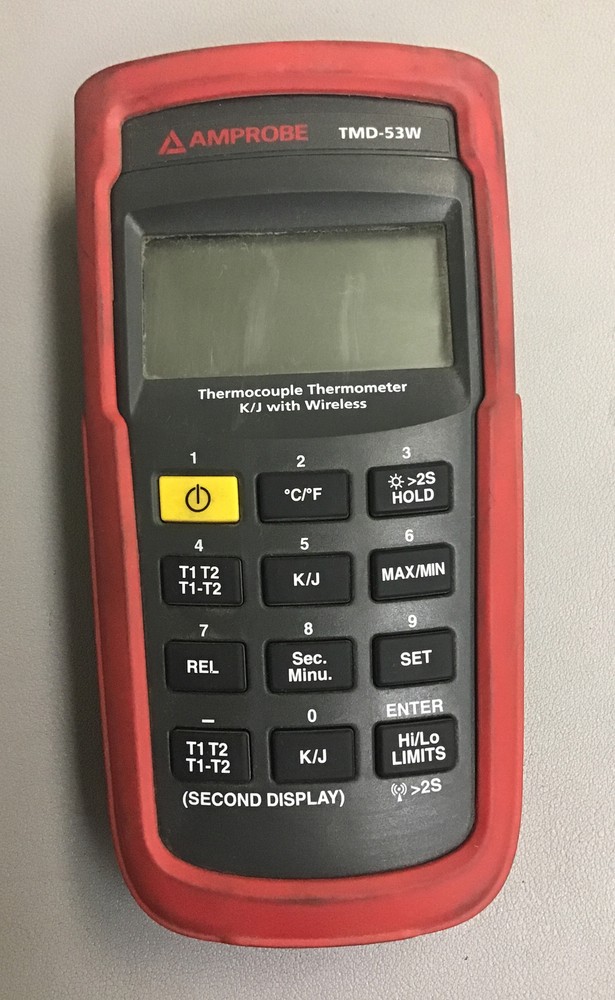 AMPROBE TMD-53W
Thermocouple Thermometer
K/J with Wireless
1 2 3
°C/°F
>2S
HOLD
4 5 6
T1 T2
T1-T2
K/J
MAX/MIN
7 8 9
REL
Sec.
Minu.
SET
– 0 ENTER
T1 T2
T1-T2
K/J
Hi/Lo
LIMITS
(SECOND DISPLAY)
>2S